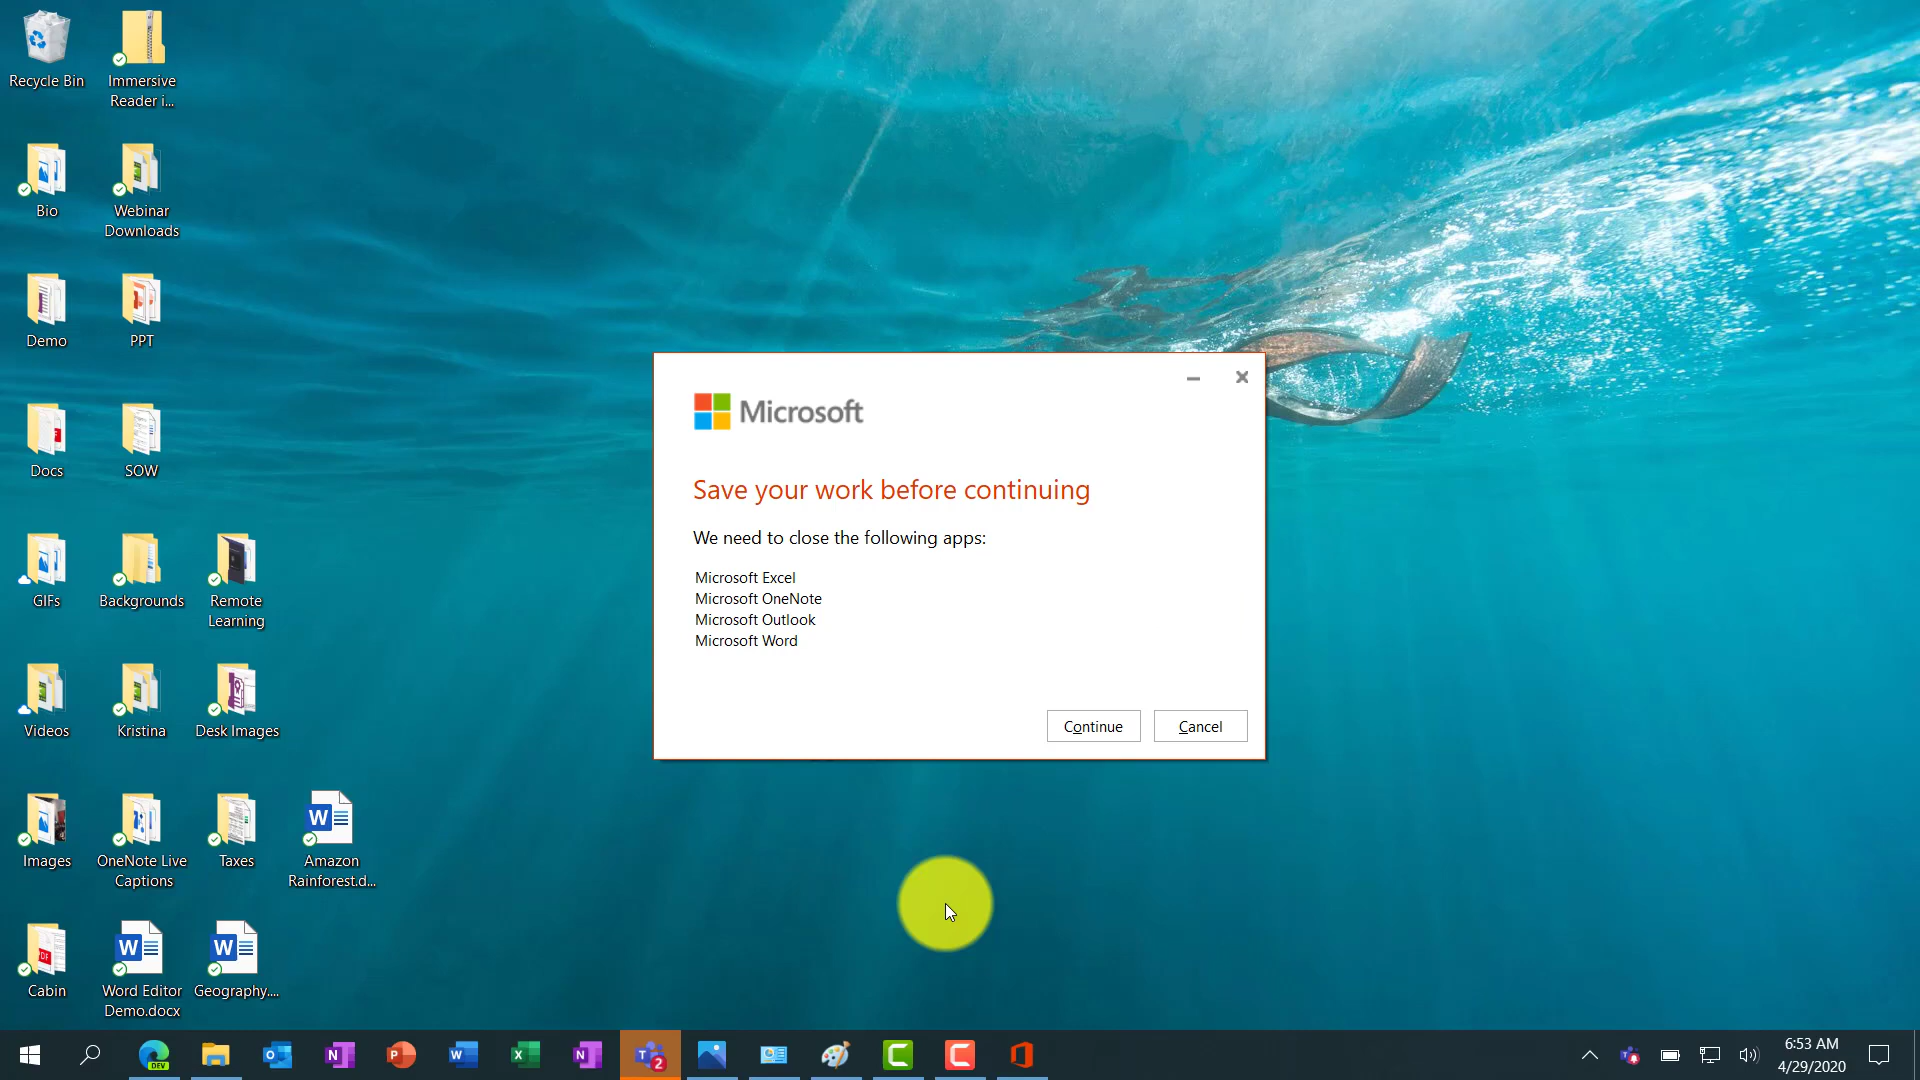 Recycle Bin
Immersive
Reader i...
Bio
Webinar
Downloads
Demo
PPT
Docs
SOW
GIFs
Backgrounds
Remote
Learning
Videos
Kristina
Desk Images
Images
OneNote Live
Captions
Taxes
Amazon
Rainforest.d...
Cabin
Word Editor
Demo.docx
Geography....
Microsoft
Save your work before continuing
We need to close the following apps:
Microsoft Excel
Microsoft OneNote
Microsoft Outlook
Microsoft Word
Continue
Cancel
DEV
2
6:53 AM
4/29/2020